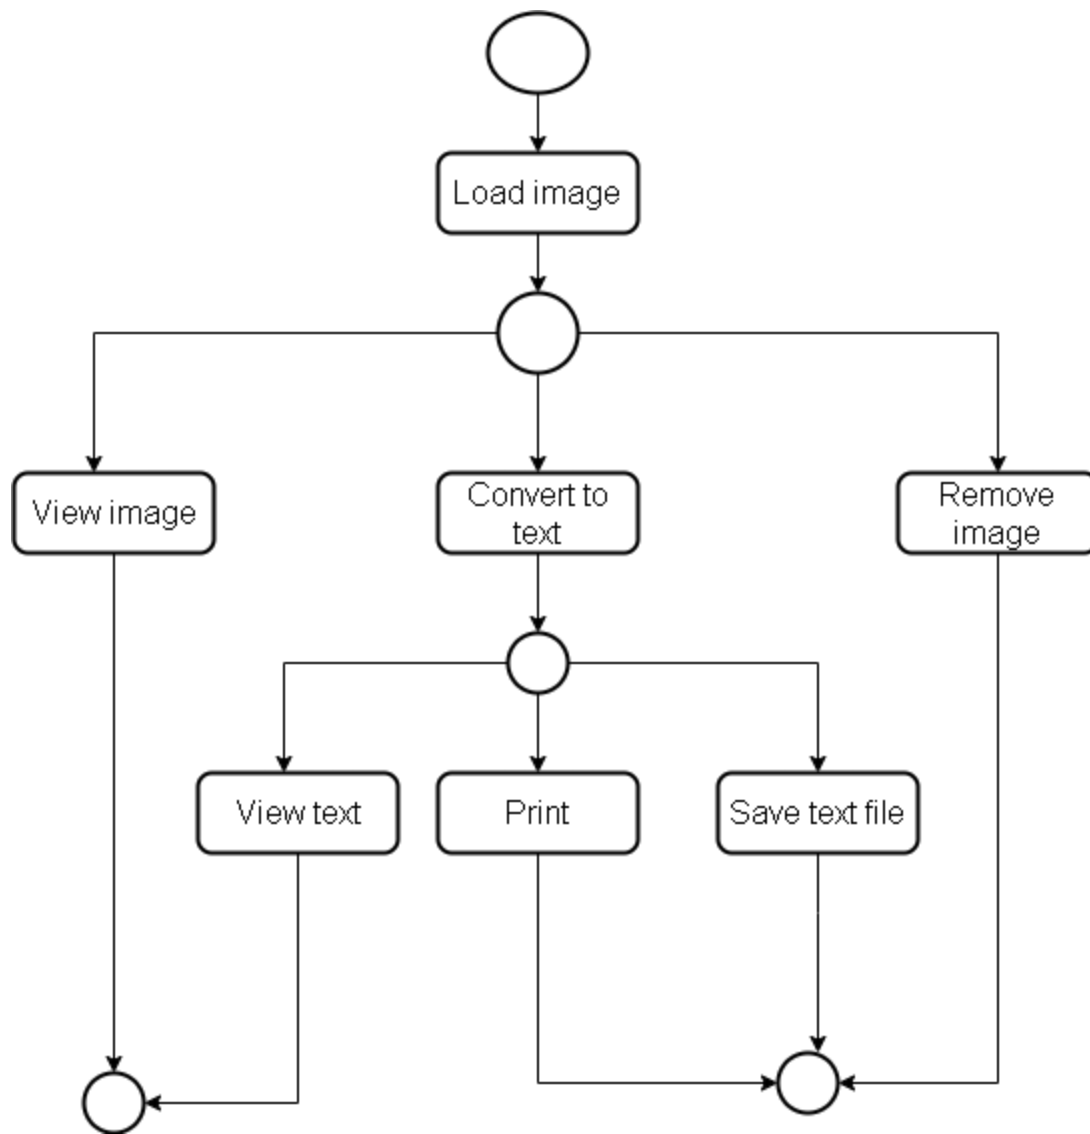 Load image
View image
Convert to
text
Remove
image
View text
Print
Save text file